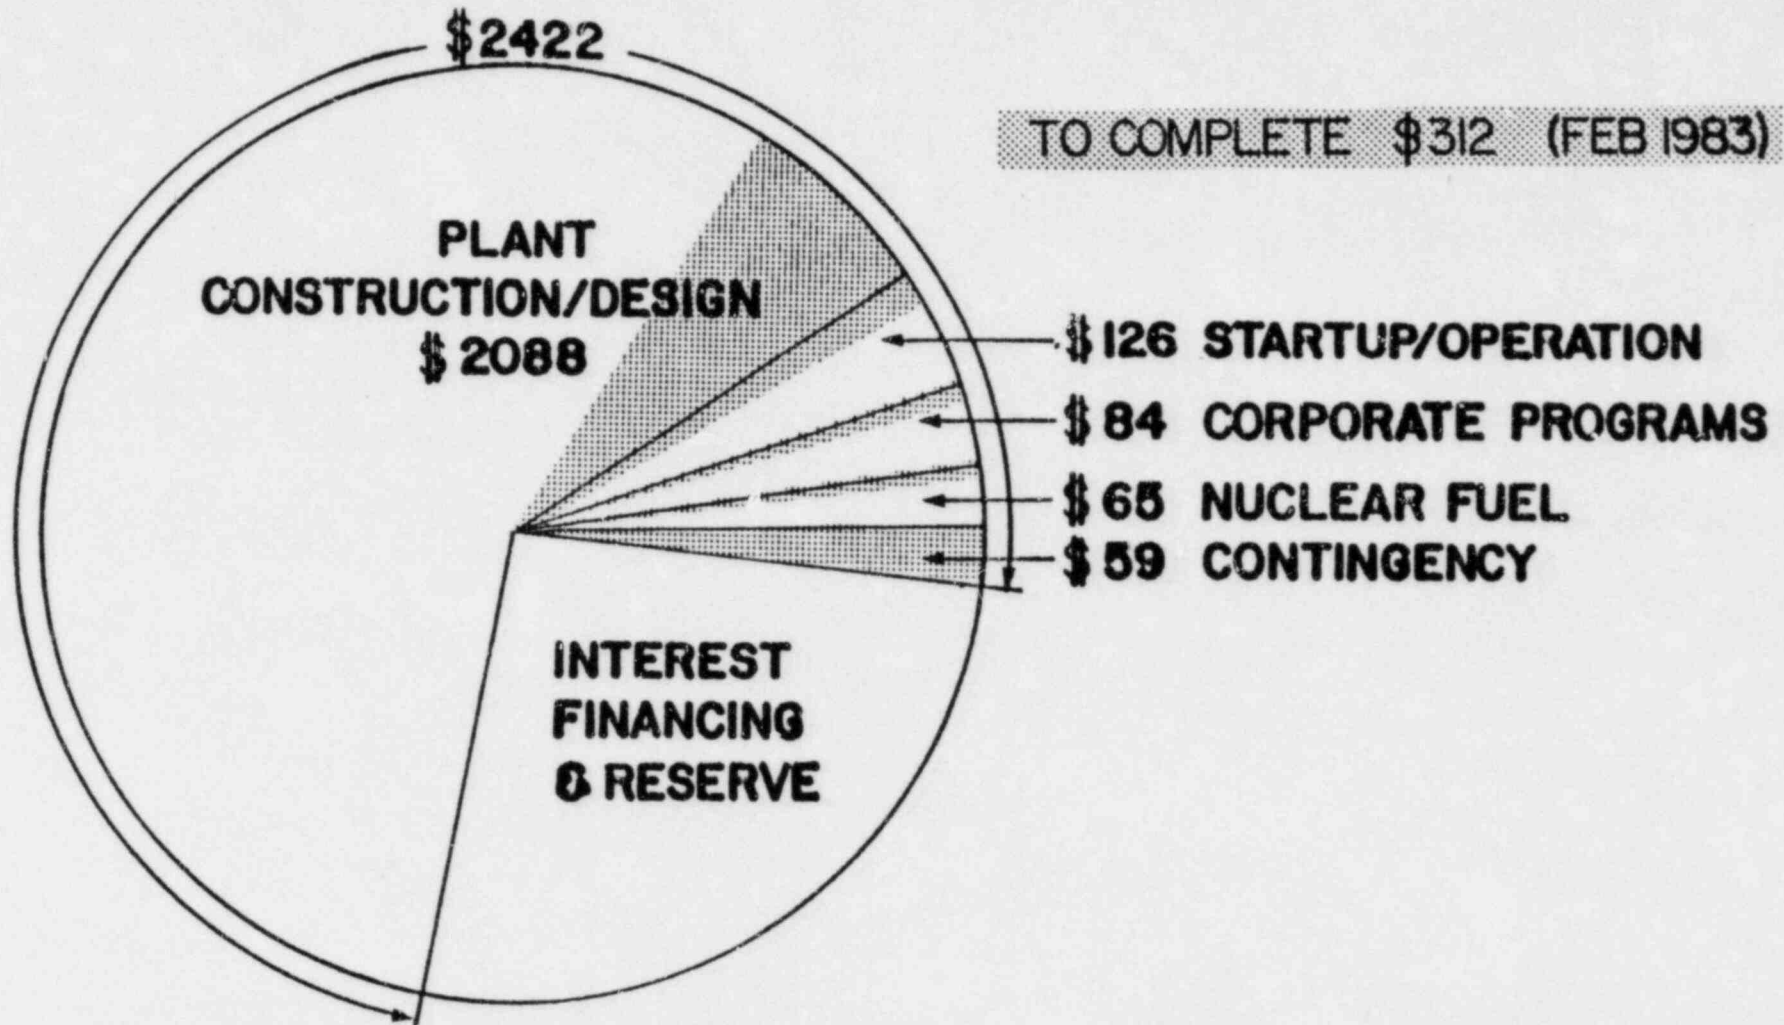 $2422
TO COMPLETE $312 (FEB 1983)
PLANT
CONSTRUCTION/DESIGN
$ 2088
$ 126 STARTUP/OPERATION
$ 84 CORPORATE PROGRAMS
$ 65 NUCLEAR FUEL
$ 59 CONTINGENCY
INTEREST
FINANCING
& RESERVE